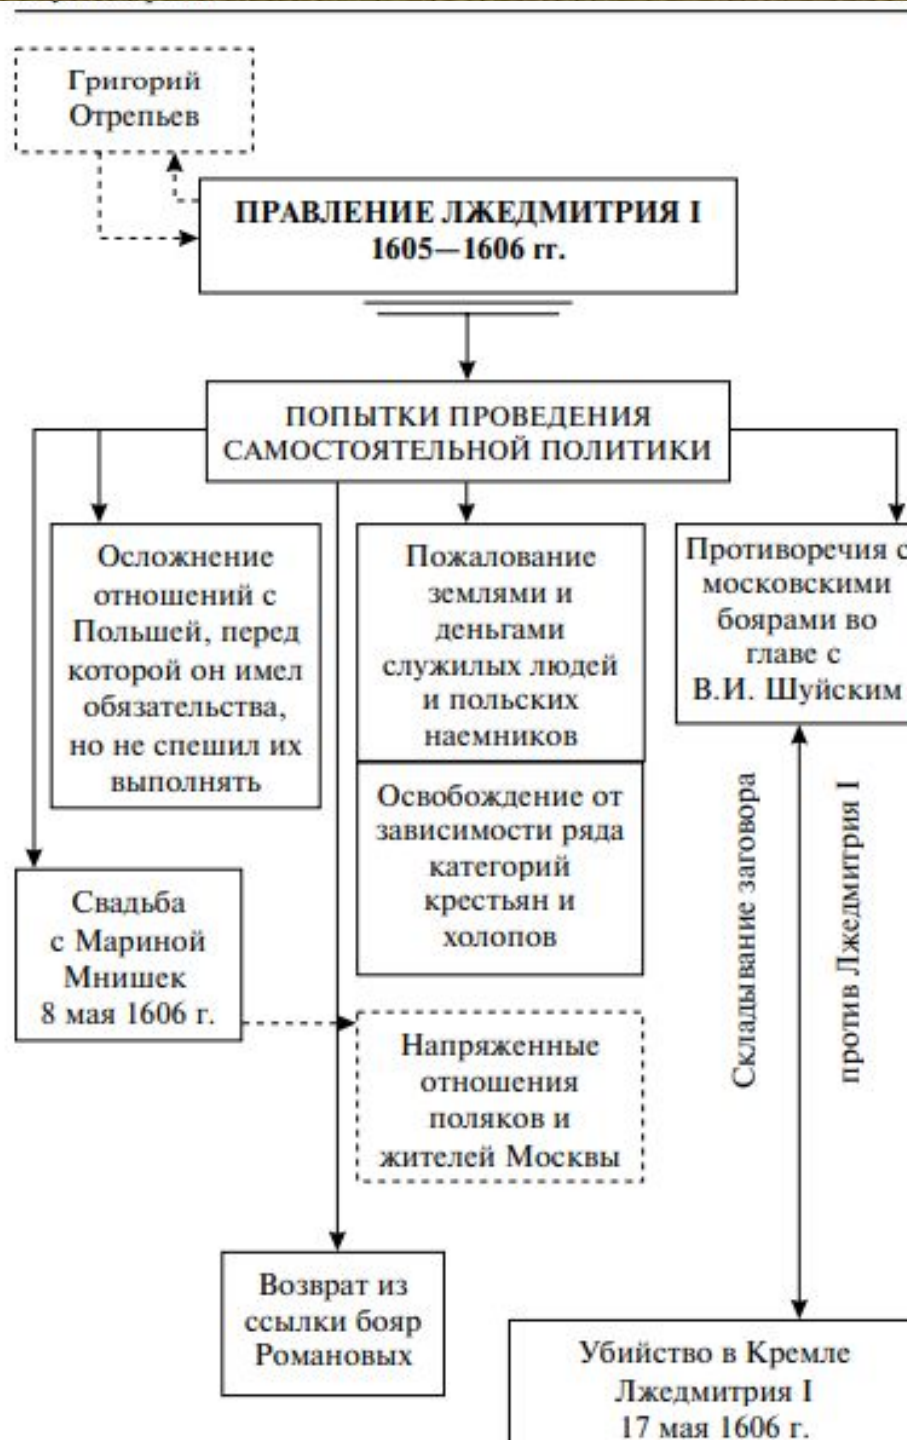 Григорий
Отрепьев
ПРАВЛЕНИЕ ЛЖЕДМИТРИЯ I
1605—1606 гг.
ПОПЫТКИ ПРОВЕДЕНИЯ
САМОСТОЯТЕЛЬНОЙ ПОЛИТИКИ
Осложнение
отношений с
Польшей, перед
которой он имел
обязательства,
но не спешил их
выполнять
Пожалование
землями и
деньгами
служилых людей
и польских
наемников
Противоречия с
московскими
боярами во
главе с
В.И. Шуйским
Освобождение от
зависимости ряда
категорий
крестьян и
холопов
Свадьба
с Мариной
Мнишек
8 мая 1606 г.
Складывание заговора
против Лжедмитрия I
Напряженные
отношения
поляков и
жителей Москвы
Возврат из
ссылки бояр
Романовых
Убийство в Кремле
Лжедмитрия I
17 мая 1606 г.